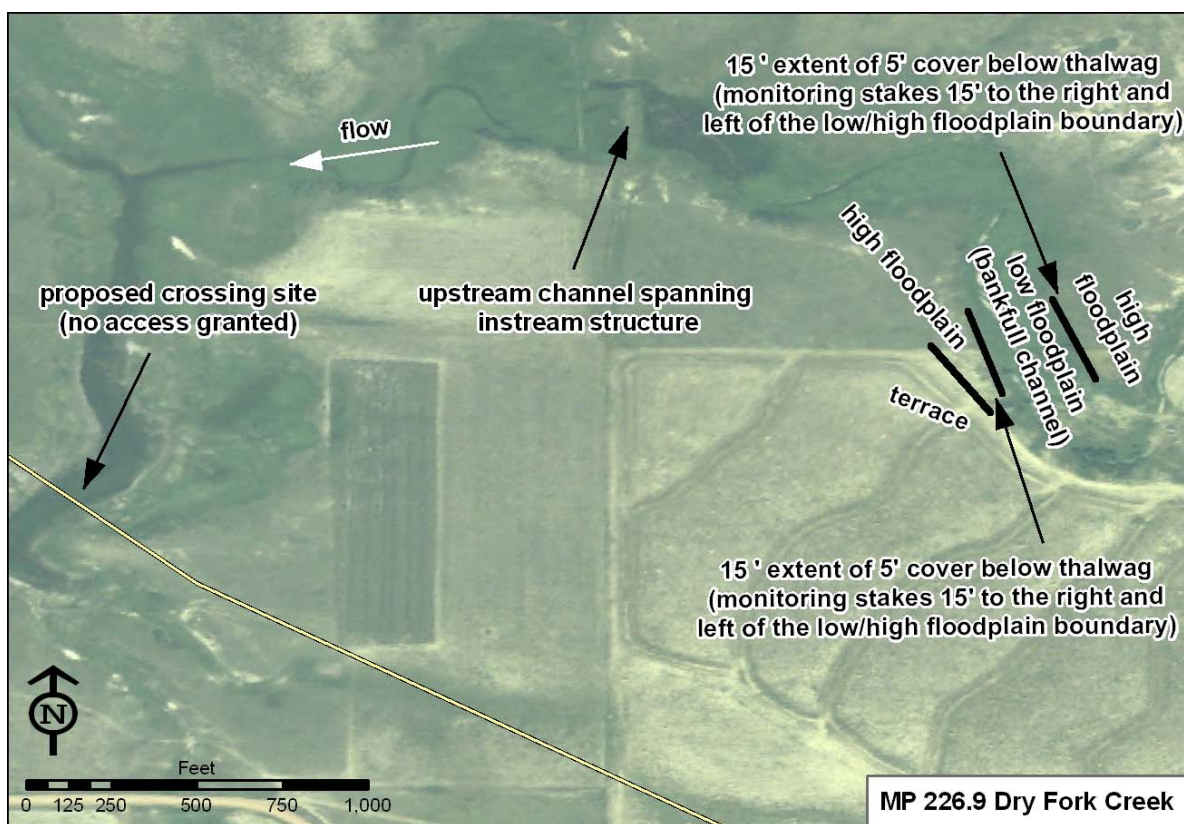 15 ' extent of 5' cover below thalwag
(monitoring stakes 15' to the right and
left of the low/high floodplain boundary)
flow
high floodplain
low floodplain
(bankfull channel)
high
floodplain
terrace
proposed crossing site
(no access granted)
upstream channel spanning
instream structure
15 ' extent of 5' cover below thalwag
(monitoring stakes 15' to the right and
left of the low/high floodplain boundary)
N
Feet
0 125 250 500 750 1,000
MP 226.9 Dry Fork Creek